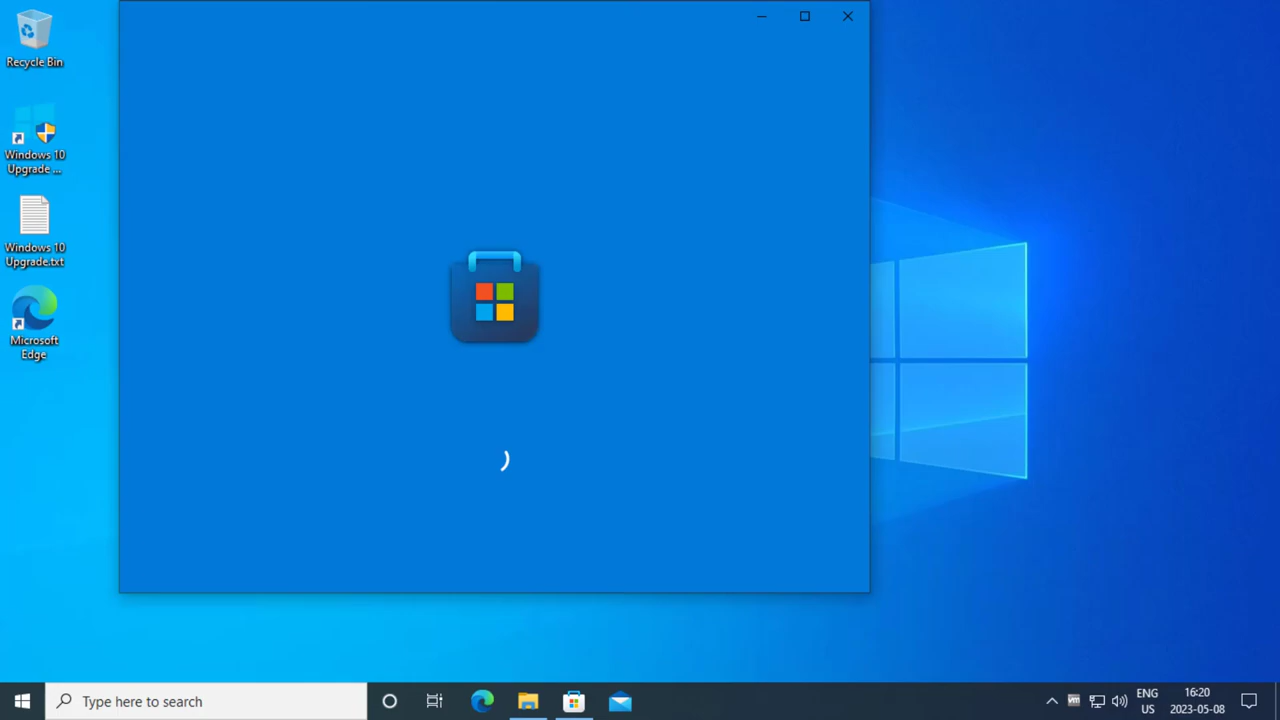 Recycle Bin
Windows 10
Upgrade ...
Windows 10
Upgrade.txt
Microsoft
Edge
Type here to search
ENG
US
16:20
2023-05-08